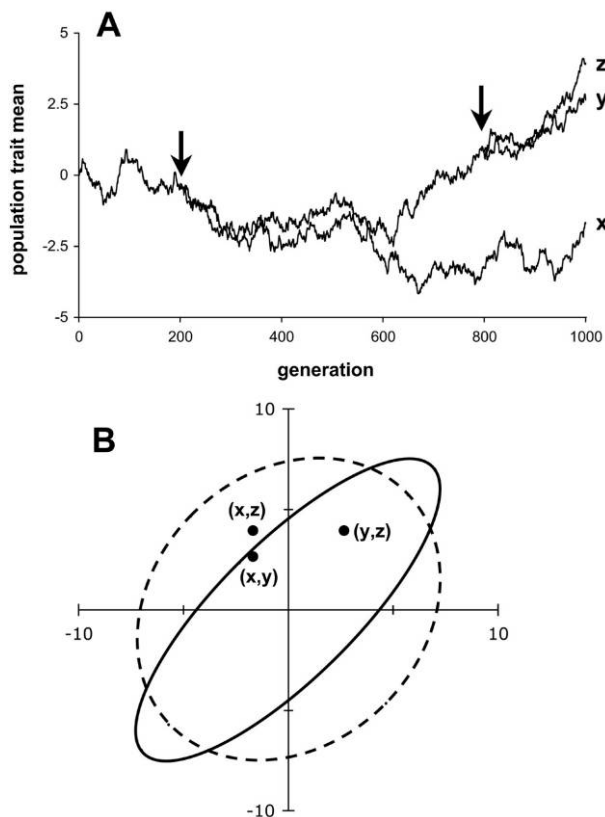 A
5
2.5
0
-2.5
-5
population trait mean
z
y
x
0 200 400 600 800 1000
generation
B
10
(x,z)
(y,z)
(x,y)
-10 10
-10